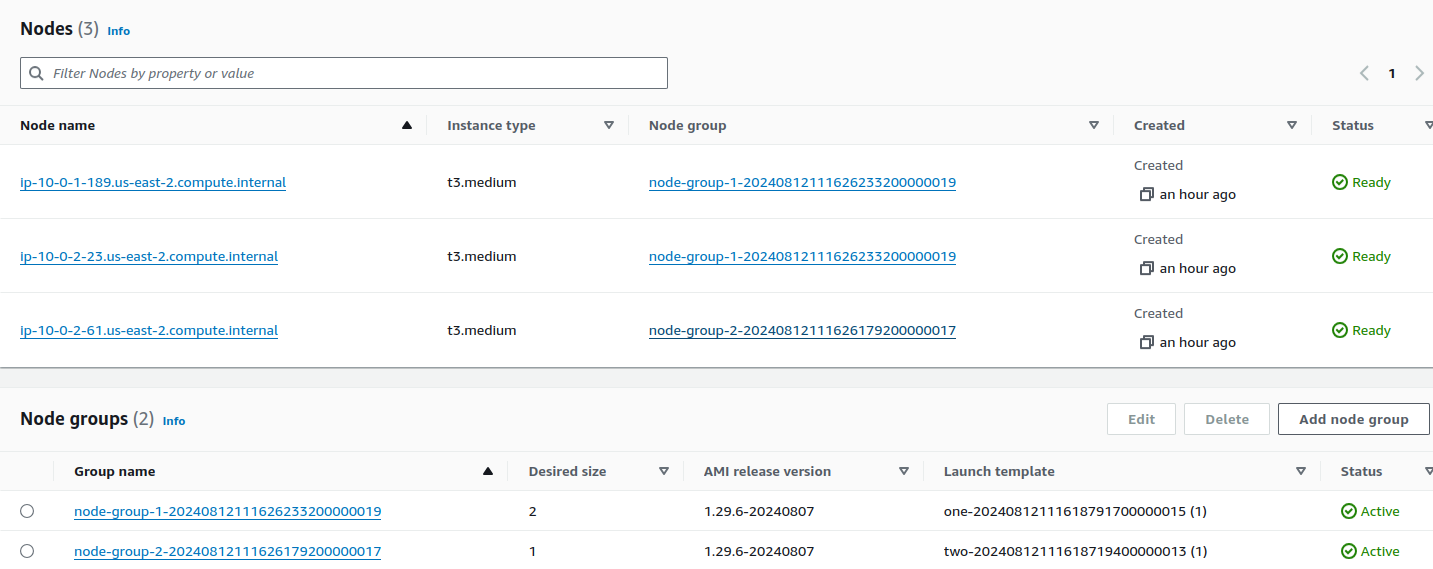 Nodes (3) Info
Filter Nodes by property or value
1
Node name Instance type Node group Created Status
ip-10-0-1-189.us-east-2.compute.internal t3.medium node-group-1-20240812111626233200000019 Created an hour ago Ready
ip-10-0-2-23.us-east-2.compute.internal t3.medium node-group-1-20240812111626233200000019 Created an hour ago Ready
ip-10-0-2-61.us-east-2.compute.internal t3.medium node-group-2-20240812111626179200000017 Created an hour ago Ready
Node groups (2) Info Edit Delete Add node group
Group name Desired size AMI release version Launch template Status
node-group-1-20240812111626233200000019 2 1.29.6-20240807 one-20240812111618791700000015 (1) Active
node-group-2-20240812111626179200000017 1 1.29.6-20240807 two-20240812111618719400000013 (1) Active